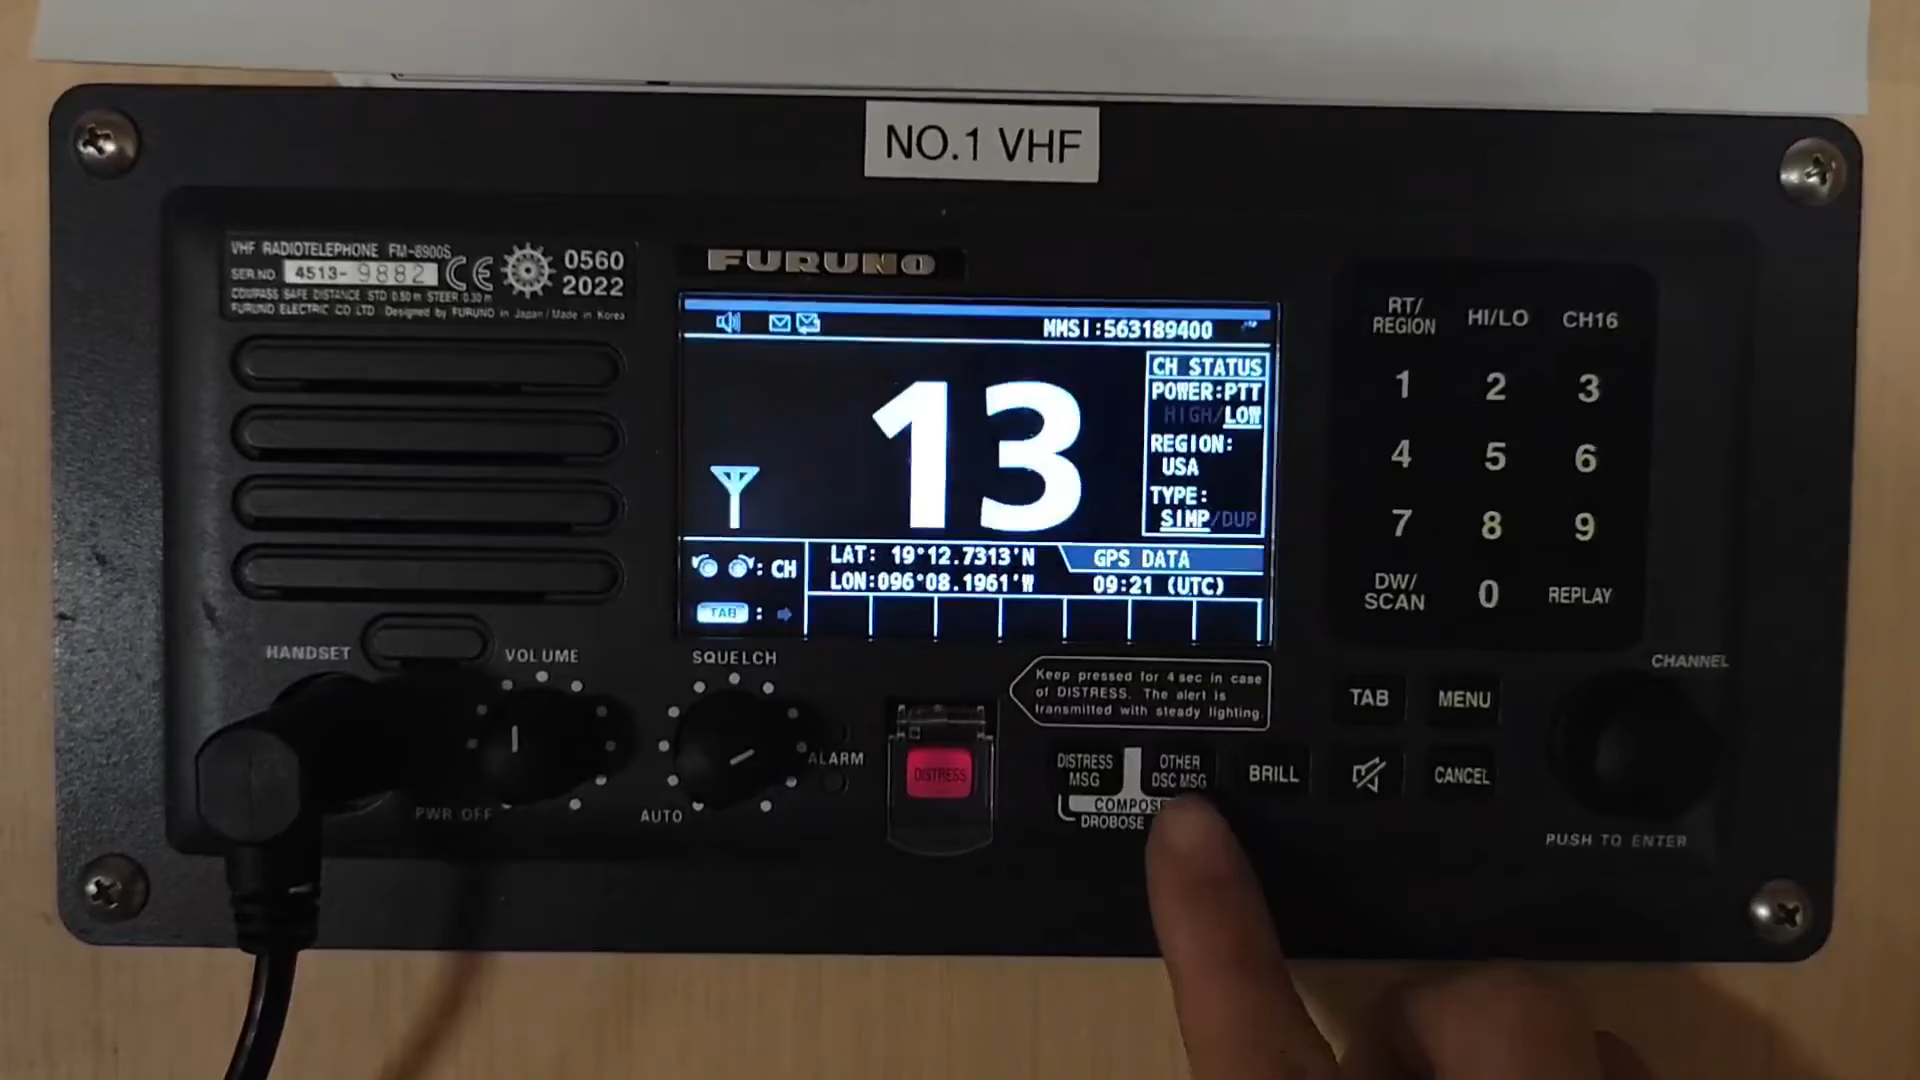 NO.1 VHF
VHF RADIOTELEPHONE FM-8900S
SER.NO 4513-9882
CE 0560
2022
COMPASS SAFE DISTANCE STD 0.50 m STEER 0.30 m
FURUNO ELECTRIC CO LTD Designed by FURUNO in Japan/Made in Korea
FURUNO
MMSI:563189400
13
CH STATUS
POWER:PTT
HIGH/LOW
REGION:
USA
TYPE:
SIMP/DUP
: CH
LAT: 19°12.7313'N
LON:096°08.1961'W
GPS DATA
09:21 (UTC)
TAB :
RT/
REGION
HI/LO
CH16
1 2 3
4 5 6
7 8 9
DW/
SCAN
0
REPLAY
HANDSET
VOLUME
PWR OFF
SQUELCH
AUTO
ALARM
DISTRESS
Keep pressed for 4 sec in case
of DISTRESS. The alert is
transmitted with steady lighting.
DISTRESS
MSG
OTHER
DSC MSG
COMPOSE
DROBOSE
BRILL
TAB
MENU
CANCEL
CHANNEL
PUSH TO ENTER